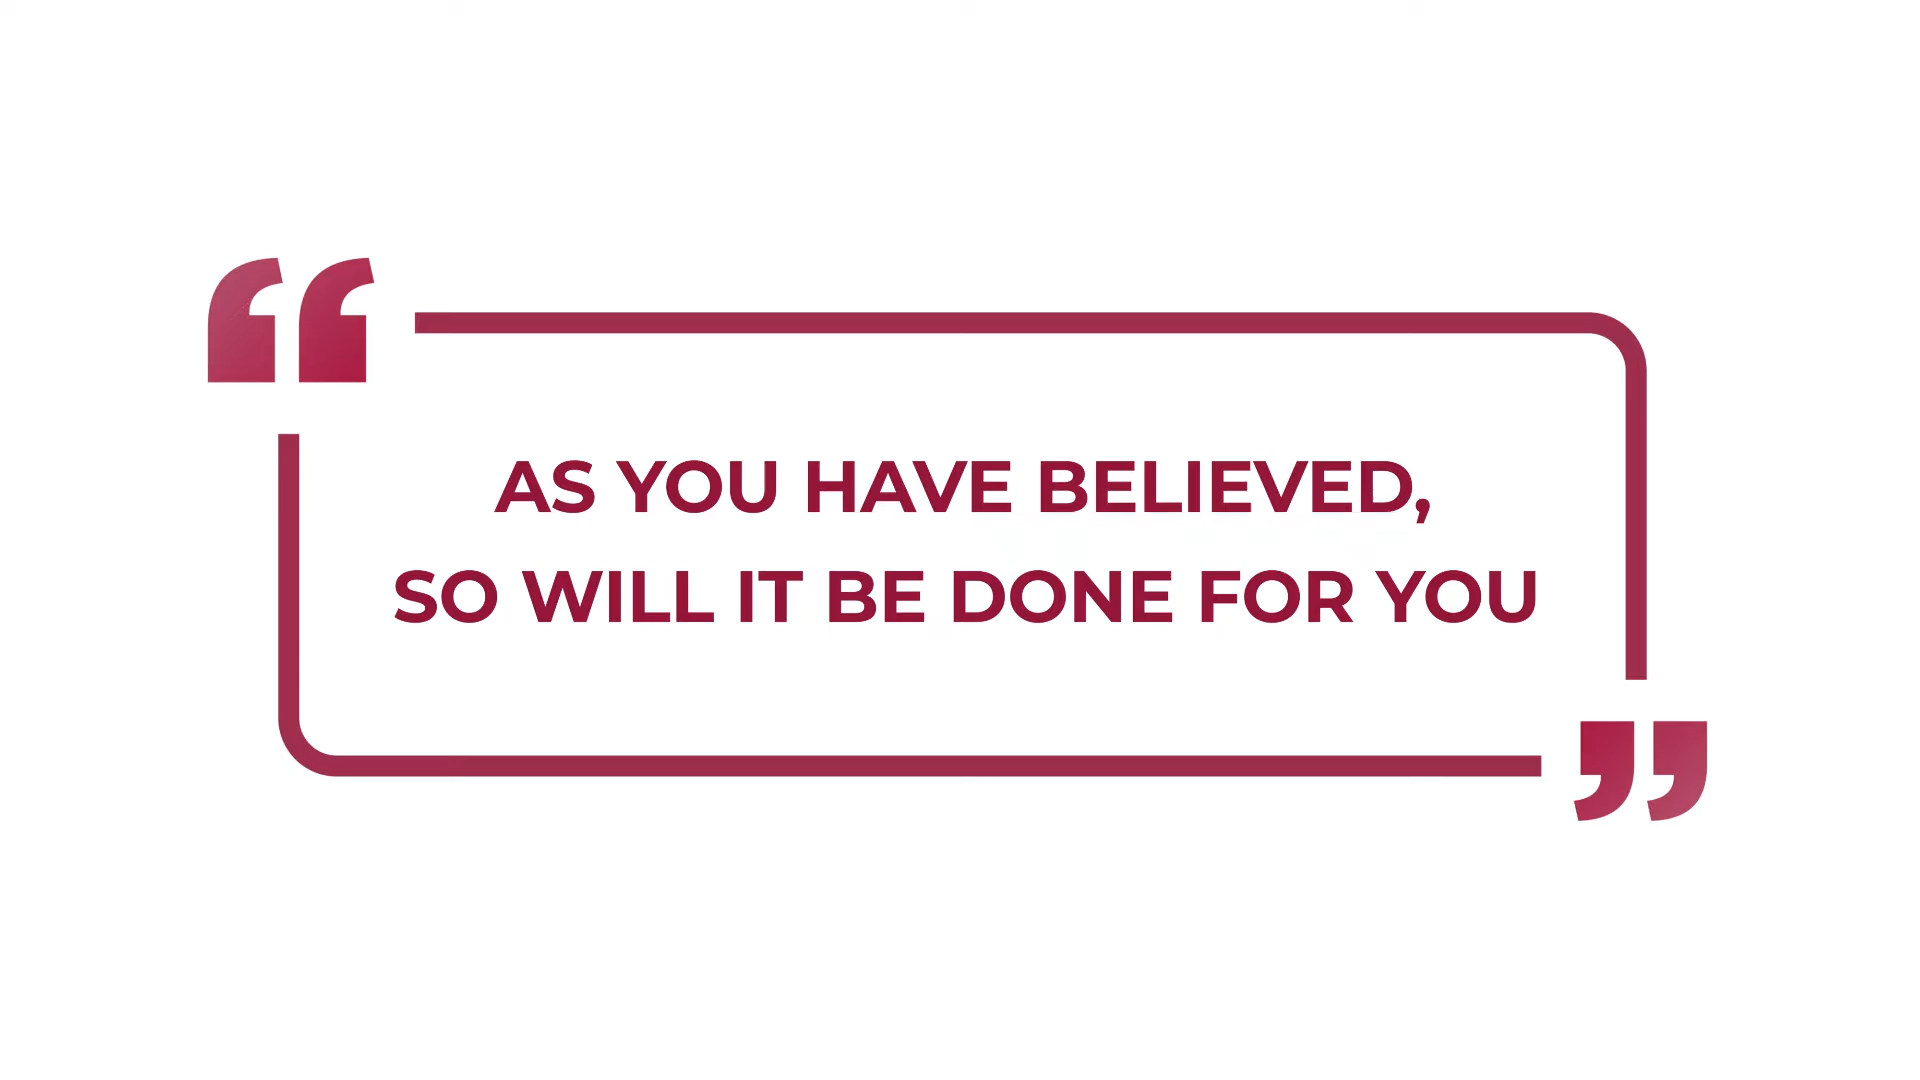 “
AS YOU HAVE BELIEVED,
SO WILL IT BE DONE FOR YOU
”